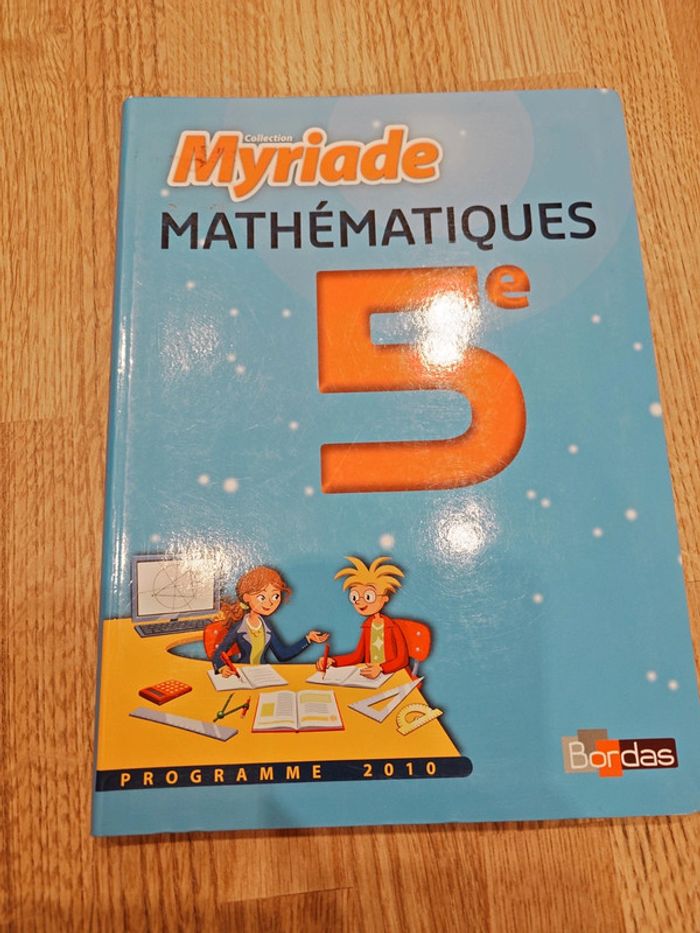 Collection
Myriade
MATHÉMATIQUES
5e
PROGRAMME 2010
Bordas